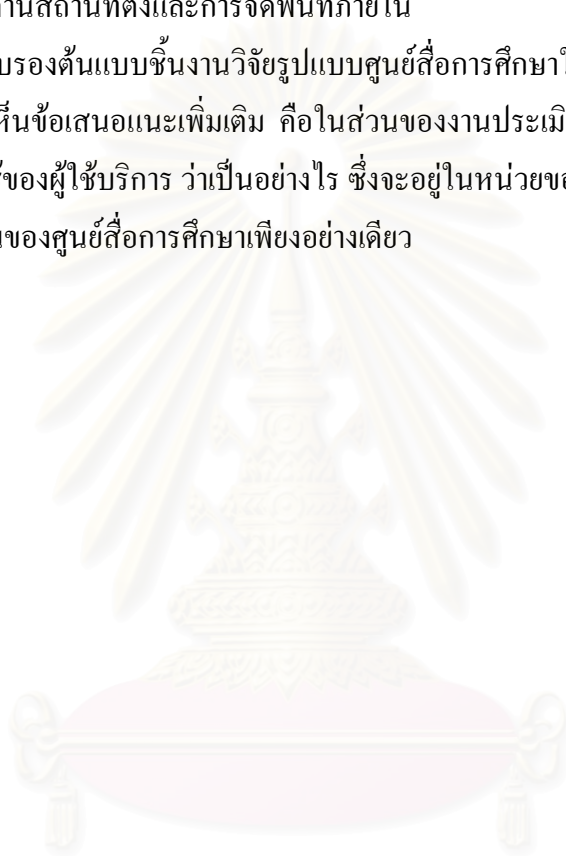 านสถานที่ตั้งและการจัดพื้นที่ภายใน
บรองต้นแบบชิ้นงานวิจัยรูปแบบศูนย์สื่อการศึกษาใ
ห็นข้อเสนอแนะเพิ่มเติม คือในส่วนของงานประเมิ
ของผู้ใช้บริการ ว่าเป็นอย่างไร ซึ่งจะอยู่ในหน่วยขอ
ของศูนย์สื่อการศึกษาเพียงอย่างเดียว